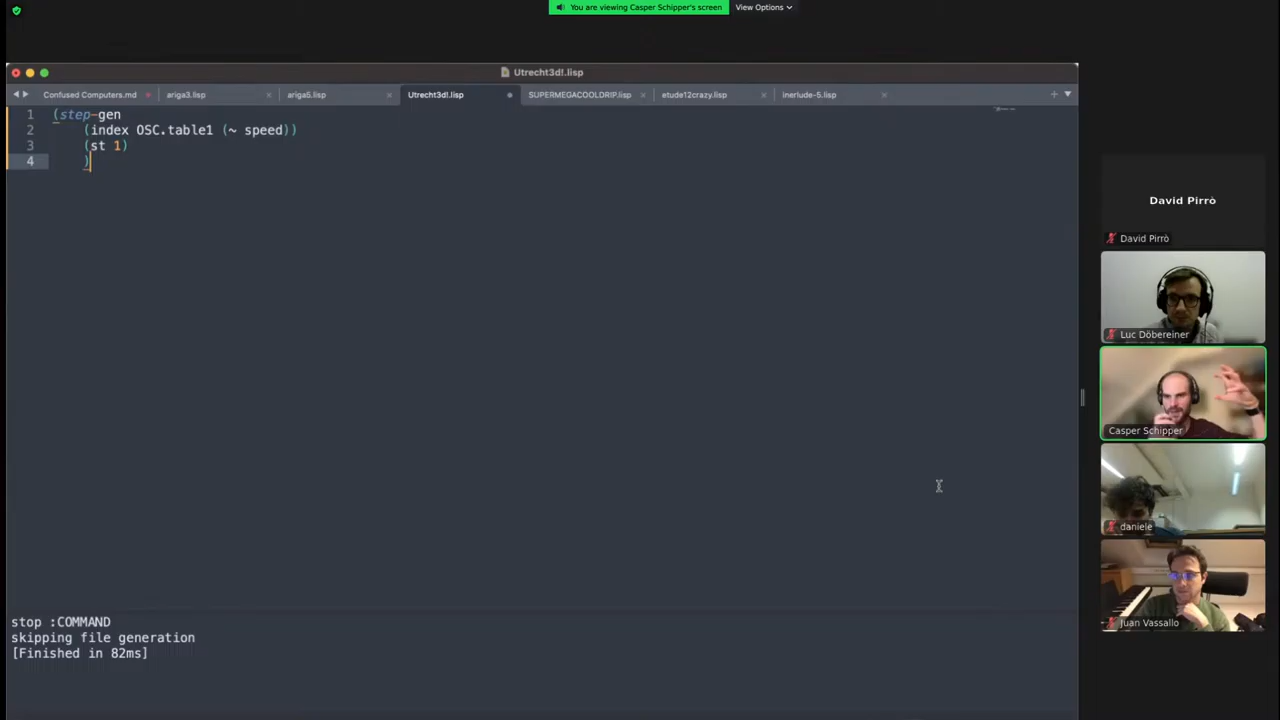 You are viewing Casper Schipper's screen
View Options
Utrecht3d!.lisp
Confused Computers.md
ariga3.lisp
ariga5.lisp
Utrecht3d!.lisp
SUPERMEGACOOLDRIP.lisp
etude12crazy.lisp
inerlude-5.lisp
1 (step-gen
2 (index OSC.table1 (~ speed))
3 (st 1)
4 )
stop :COMMAND
skipping file generation
[Finished in 82ms]
David Pirrò
David Pirrò
Luc Döbereiner
Casper Schipper
daniele
Juan Vassallo